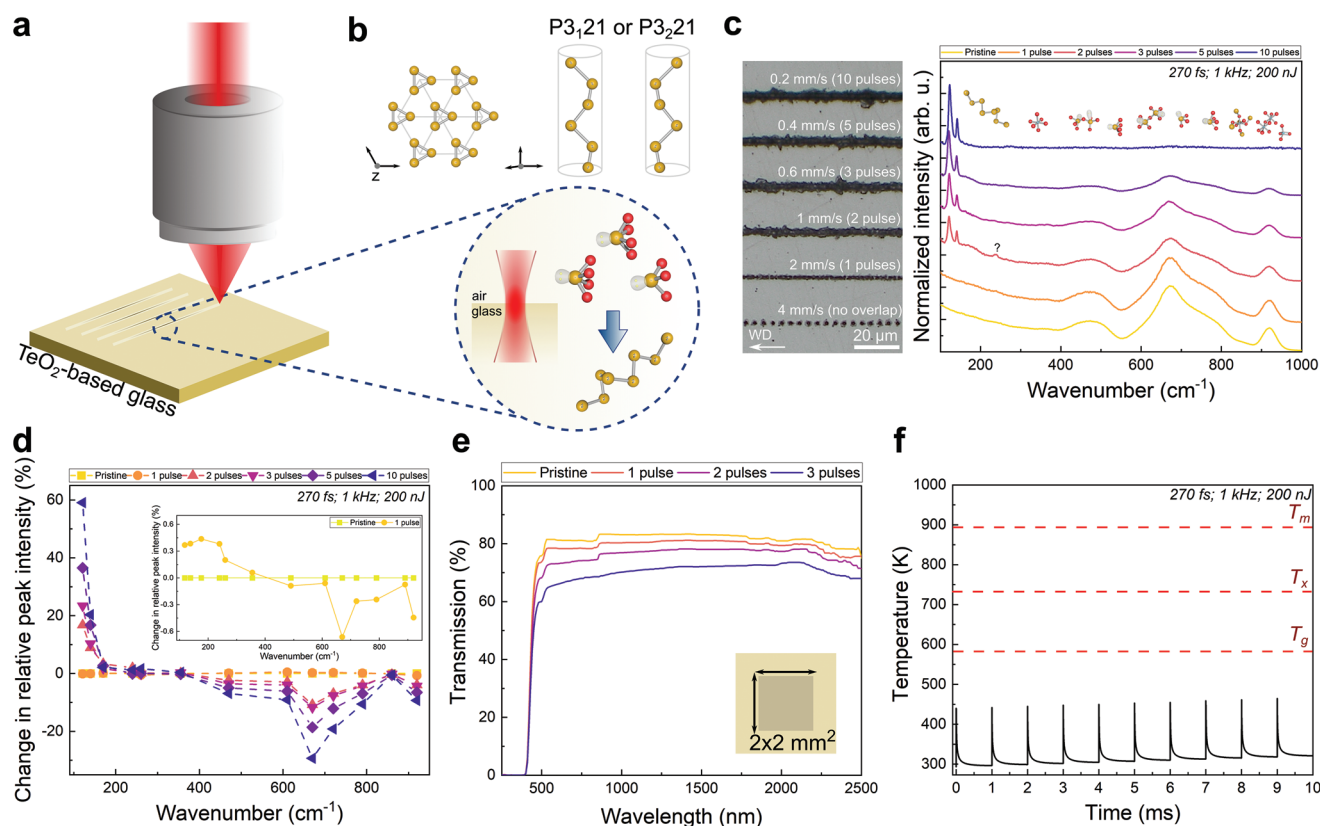 a
TeO2-based glass
b
P3₁21 or P3₂21
z
air
glass
c
0.2 mm/s (10 pulses)
0.4 mm/s (5 pulses)
0.6 mm/s (3 pulses)
1 mm/s (2 pulse)
2 mm/s (1 pulses)
4 mm/s (no overlap)
WD
20 µm
Pristine 1 pulse 2 pulses 3 pulses 5 pulses 10 pulses
270 fs; 1 kHz; 200 nJ
?
Normalized intensity (arb. u.)
200 400 600 800 1000
Wavenumber (cm⁻¹)
d
Pristine 1 pulse 2 pulses 3 pulses 5 pulses 10 pulses
270 fs; 1 kHz; 200 nJ
Change in relative peak intensity (%)
60
50
40
30
20
10
0
-20
200 400 600 800
Wavenumber (cm⁻¹)
Pristine 1 pulse
Change in relative peak intensity (%)
0.6
0.3
0.0
-0.3
-0.6
200 400 600 800
Wavenumber (cm⁻¹)
e
Pristine 1 pulse 2 pulses 3 pulses
Transmission (%)
100
80
60
40
20
0
500 1000 1500 2000 2500
Wavelength (nm)
2x2 mm²
f
270 fs; 1 kHz; 200 nJ
Temperature (K)
1000
900
800
700
600
500
400
300
Tm
Tx
Tg
0 1 2 3 4 5 6 7 8 9 10
Time (ms)